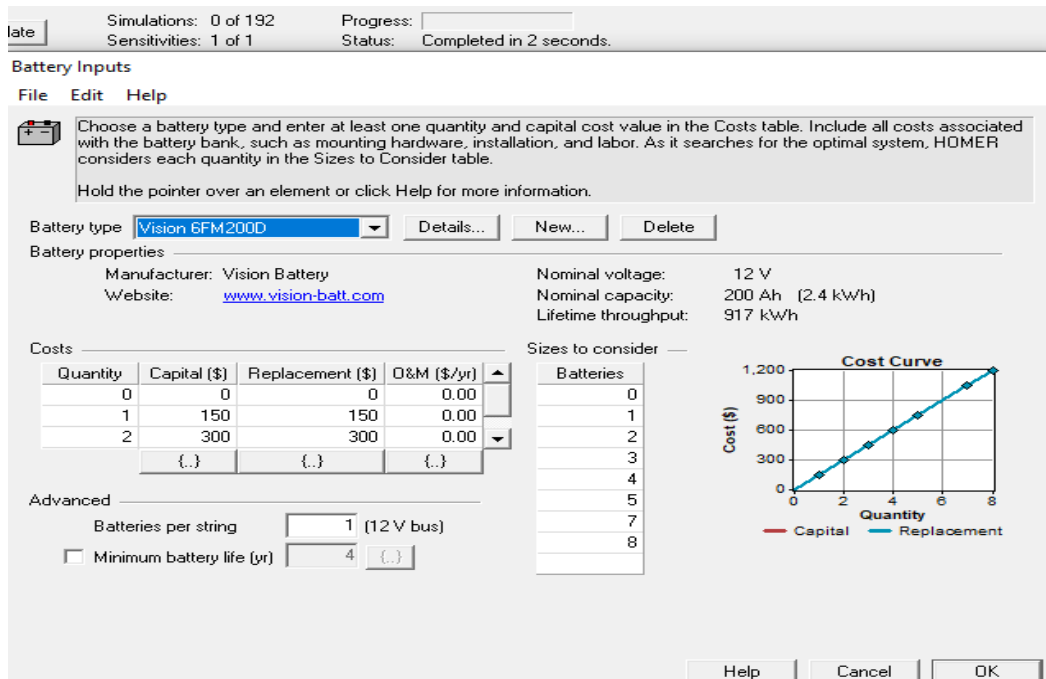 late
Simulations: 0 of 192 Progress:
Sensitivities: 1 of 1 Status: Completed in 2 seconds.
Battery Inputs
File Edit Help
Choose a battery type and enter at least one quantity and capital cost value in the Costs table. Include all costs associated
with the battery bank, such as mounting hardware, installation, and labor. As it searches for the optimal system, HOMER
considers each quantity in the Sizes to Consider table.
Hold the pointer over an element or click Help for more information.
Battery type Vision 6FM200D Details... New... Delete
Battery properties
Manufacturer: Vision Battery Nominal voltage: 12 V
Website: www.vision-batt.com Nominal capacity: 200 Ah (2.4 kWh)
Lifetime throughput: 917 kWh
Costs
Quantity Capital ($) Replacement ($) O&M ($/yr)
0 0 0 0.00
1 150 150 0.00
2 300 300 0.00
{..} {..} {..}
Sizes to consider
Batteries
0
1
2
3
4
5
7
8
Cost Curve
1,200
900
600
300
0
Cost ($)
0 2 4 6 8
Quantity
Capital Replacement
Advanced
Batteries per string 1 (12 V bus)
Minimum battery life (yr) 4 {..}
Help Cancel OK